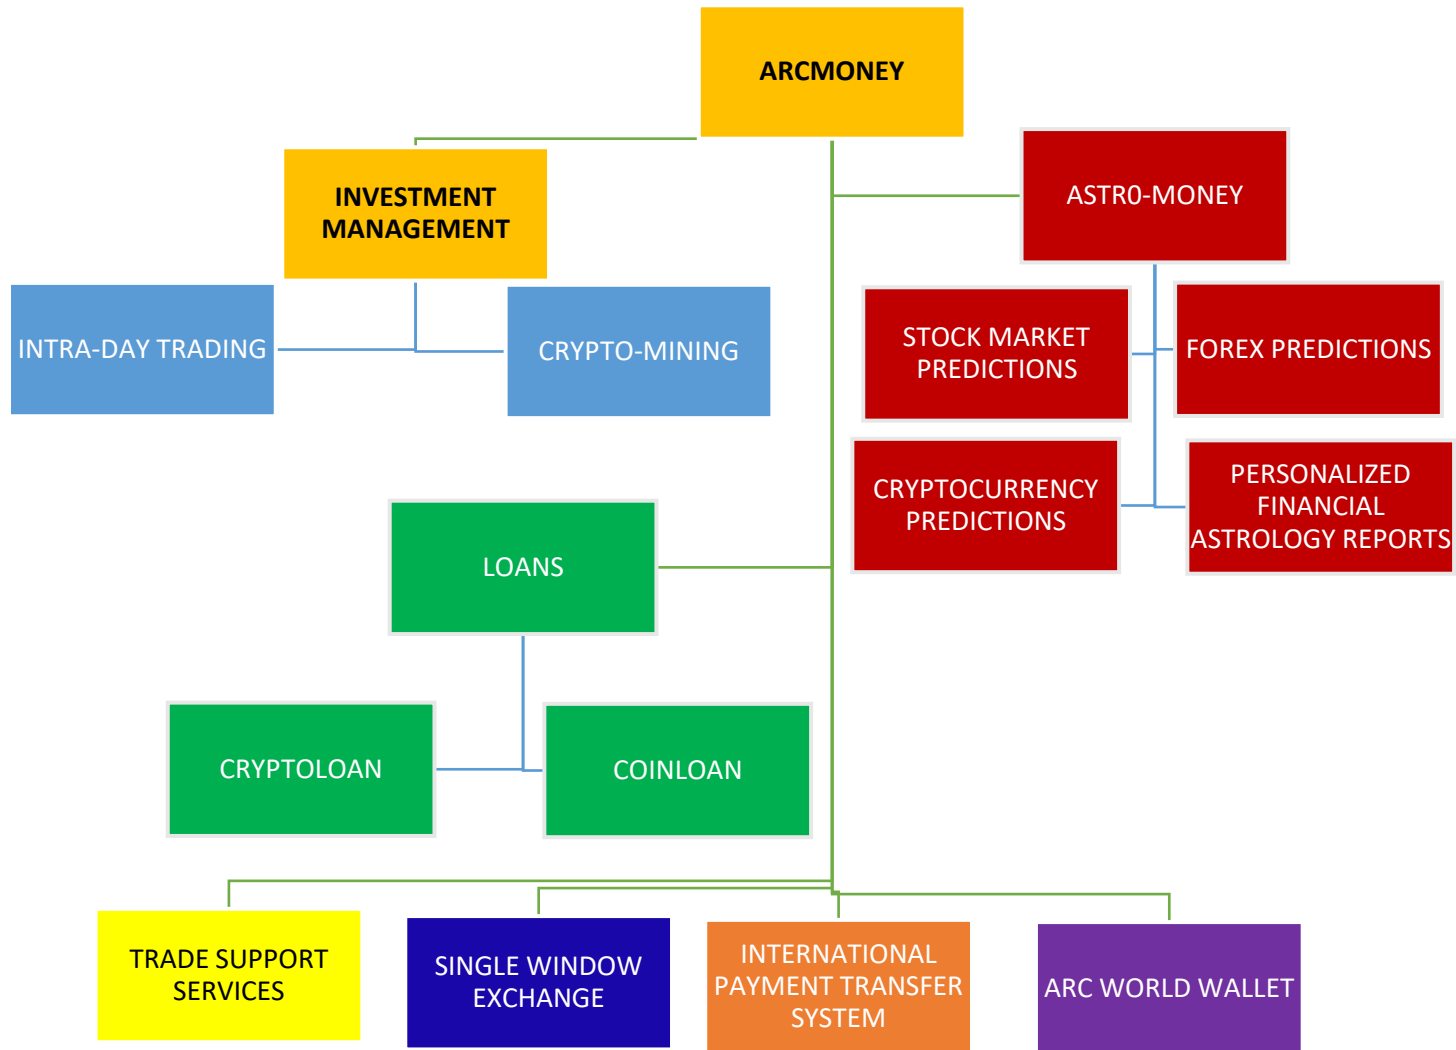 ARCMONEY
INVESTMENT
MANAGEMENT
ASTR0-MONEY
INTRA-DAY TRADING
CRYPTO-MINING
STOCK MARKET
PREDICTIONS
FOREX PREDICTIONS
CRYPTOCURRENCY
PREDICTIONS
PERSONALIZED
FINANCIAL
ASTROLOGY REPORTS
LOANS
CRYPTOLOAN
COINLOAN
TRADE SUPPORT
SERVICES
SINGLE WINDOW
EXCHANGE
INTERNATIONAL
PAYMENT TRANSFER
SYSTEM
ARC WORLD WALLET